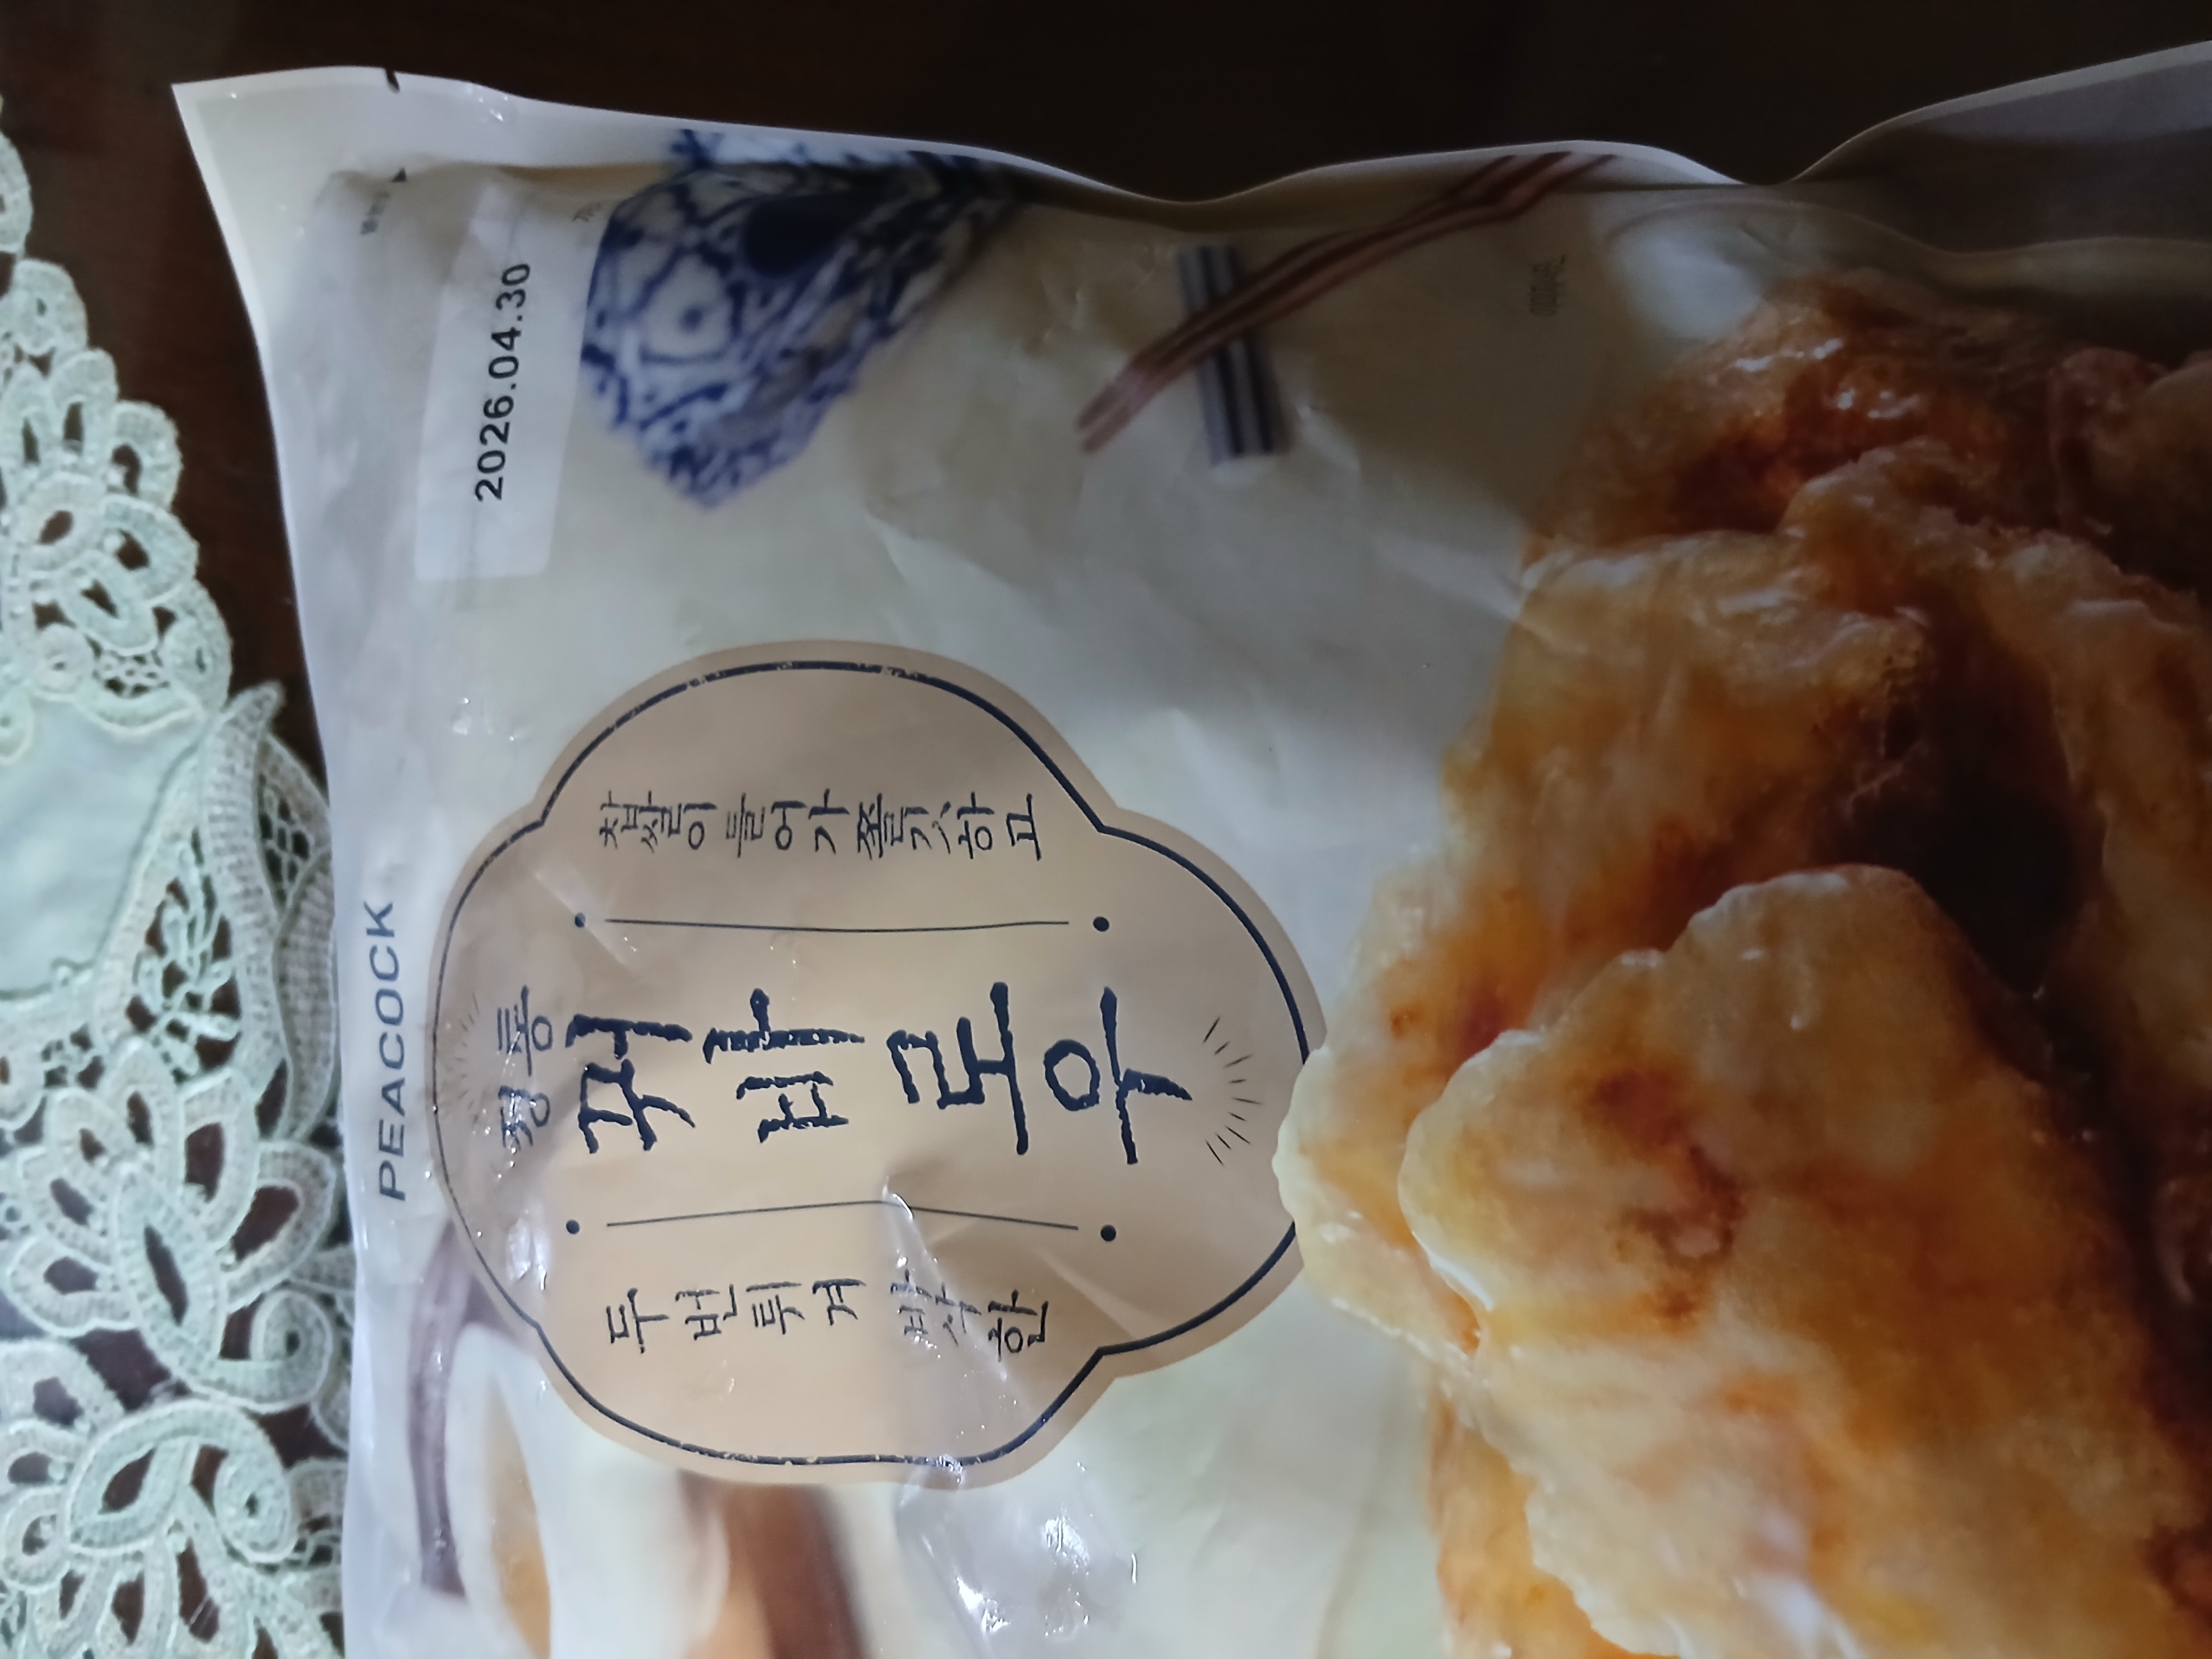 PEACOCK
2026.04.30
찹쌀이 들어가 쫄깃하고
정통
꿔바로우
두 번 튀겨 바삭한